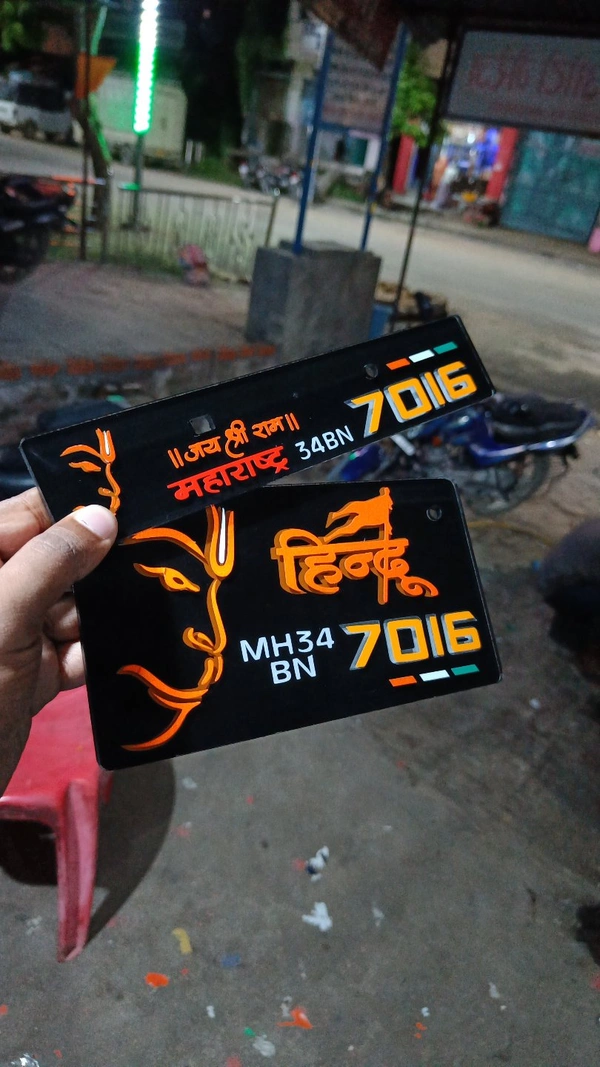 ॥जय श्री राम॥
महाराष्ट्र 34BN 7016
हिन्दू
MH34
BN
7016